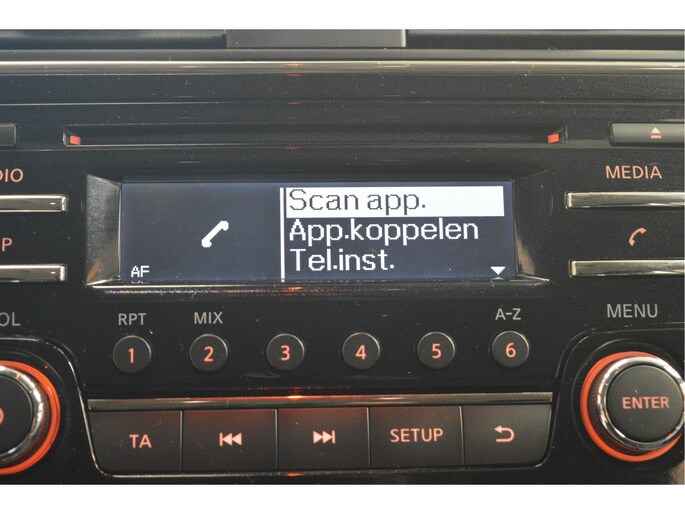 DIO
MEDIA
Scan app.
App.koppelen
Tel.inst.
AF
P
OL
RPT
MIX
A-Z
MENU
1
2
3
4
5
6
ENTER
TA
SETUP